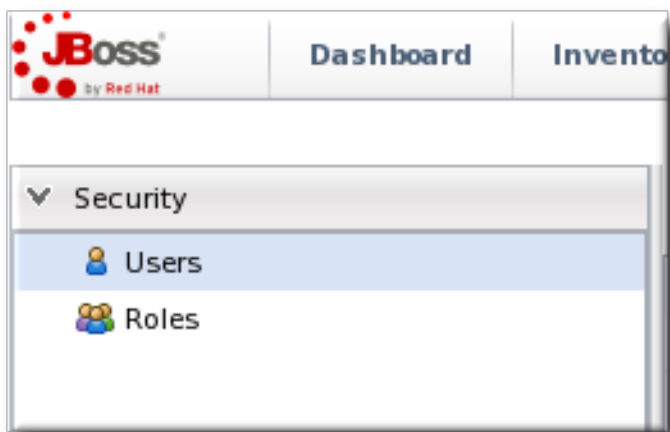 JBoss
by Red Hat
Dashboard
Invento
Security
Users
Roles